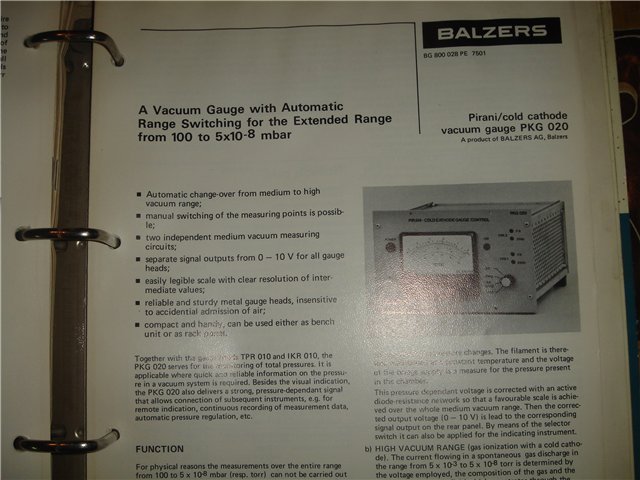 BALZERS
BG 800 028 PE 7501
A Vacuum Gauge with Automatic
Range Switching for the Extended Range
from 100 to 5x10-8 mbar
Pirani/cold cathode
vacuum gauge PKG 020
A product of BALZERS AG, Balzers
■ Automatic change-over from medium to high
vacuum range;
■ manual switching of the measuring points is possib-
le;
■ two independent medium vacuum measuring
circuits;
■ separate signal outputs from 0 – 10 V for all gauge
heads;
■ easily legible scale with clear resolution of inter-
mediate values;
■ reliable and sturdy metal gauge heads, insensitive
to accidental admission of air;
■ compact and handy, can be used either as bench
unit or as rack
PIRANI - COLD CATHODE GAUGE CONTROL
PKG 020
Together with the TPR 010 and IKR 010, the
PKG 020 serves for the monitoring of total pressures. It is
applicable where quick and reliable information on the pressu-
re in a vacuum system is required. Besides the visual indication,
the PKG 020 also delivers a strong, pressure-dependant signal
that allows connection of subsequent instruments, e.g. for
remote indication, continuous recording of measurement data,
automatic pressure regulation, etc.
FUNCTION
For physical reasons the measurements over the entire range
from 100 to 5 x 10-8 mbar (resp. torr) can not be carried out
changes. The filament is there-
temperature and the voltage
is a measure for the pressure present
in the chamber.
This pressure dependant voltage is corrected with an active
diode-resistance network so that a favourable scale is achie-
ved over the whole medium vacuum range. Then the correc-
ted output voltage (0 – 10 V) is lead to the corresponding
signal output on the rear panel. By means of the selector
switch it can also be applied for the indicating instrument.
b) HIGH VACUUM RANGE (gas ionization with a cold catho-
de). The current flowing in a spontaneous gas discharge in
the range from 5 x 10-3 to 5 x 10-8 torr is determined by
the voltage employed, the composition of the gas and the
through the